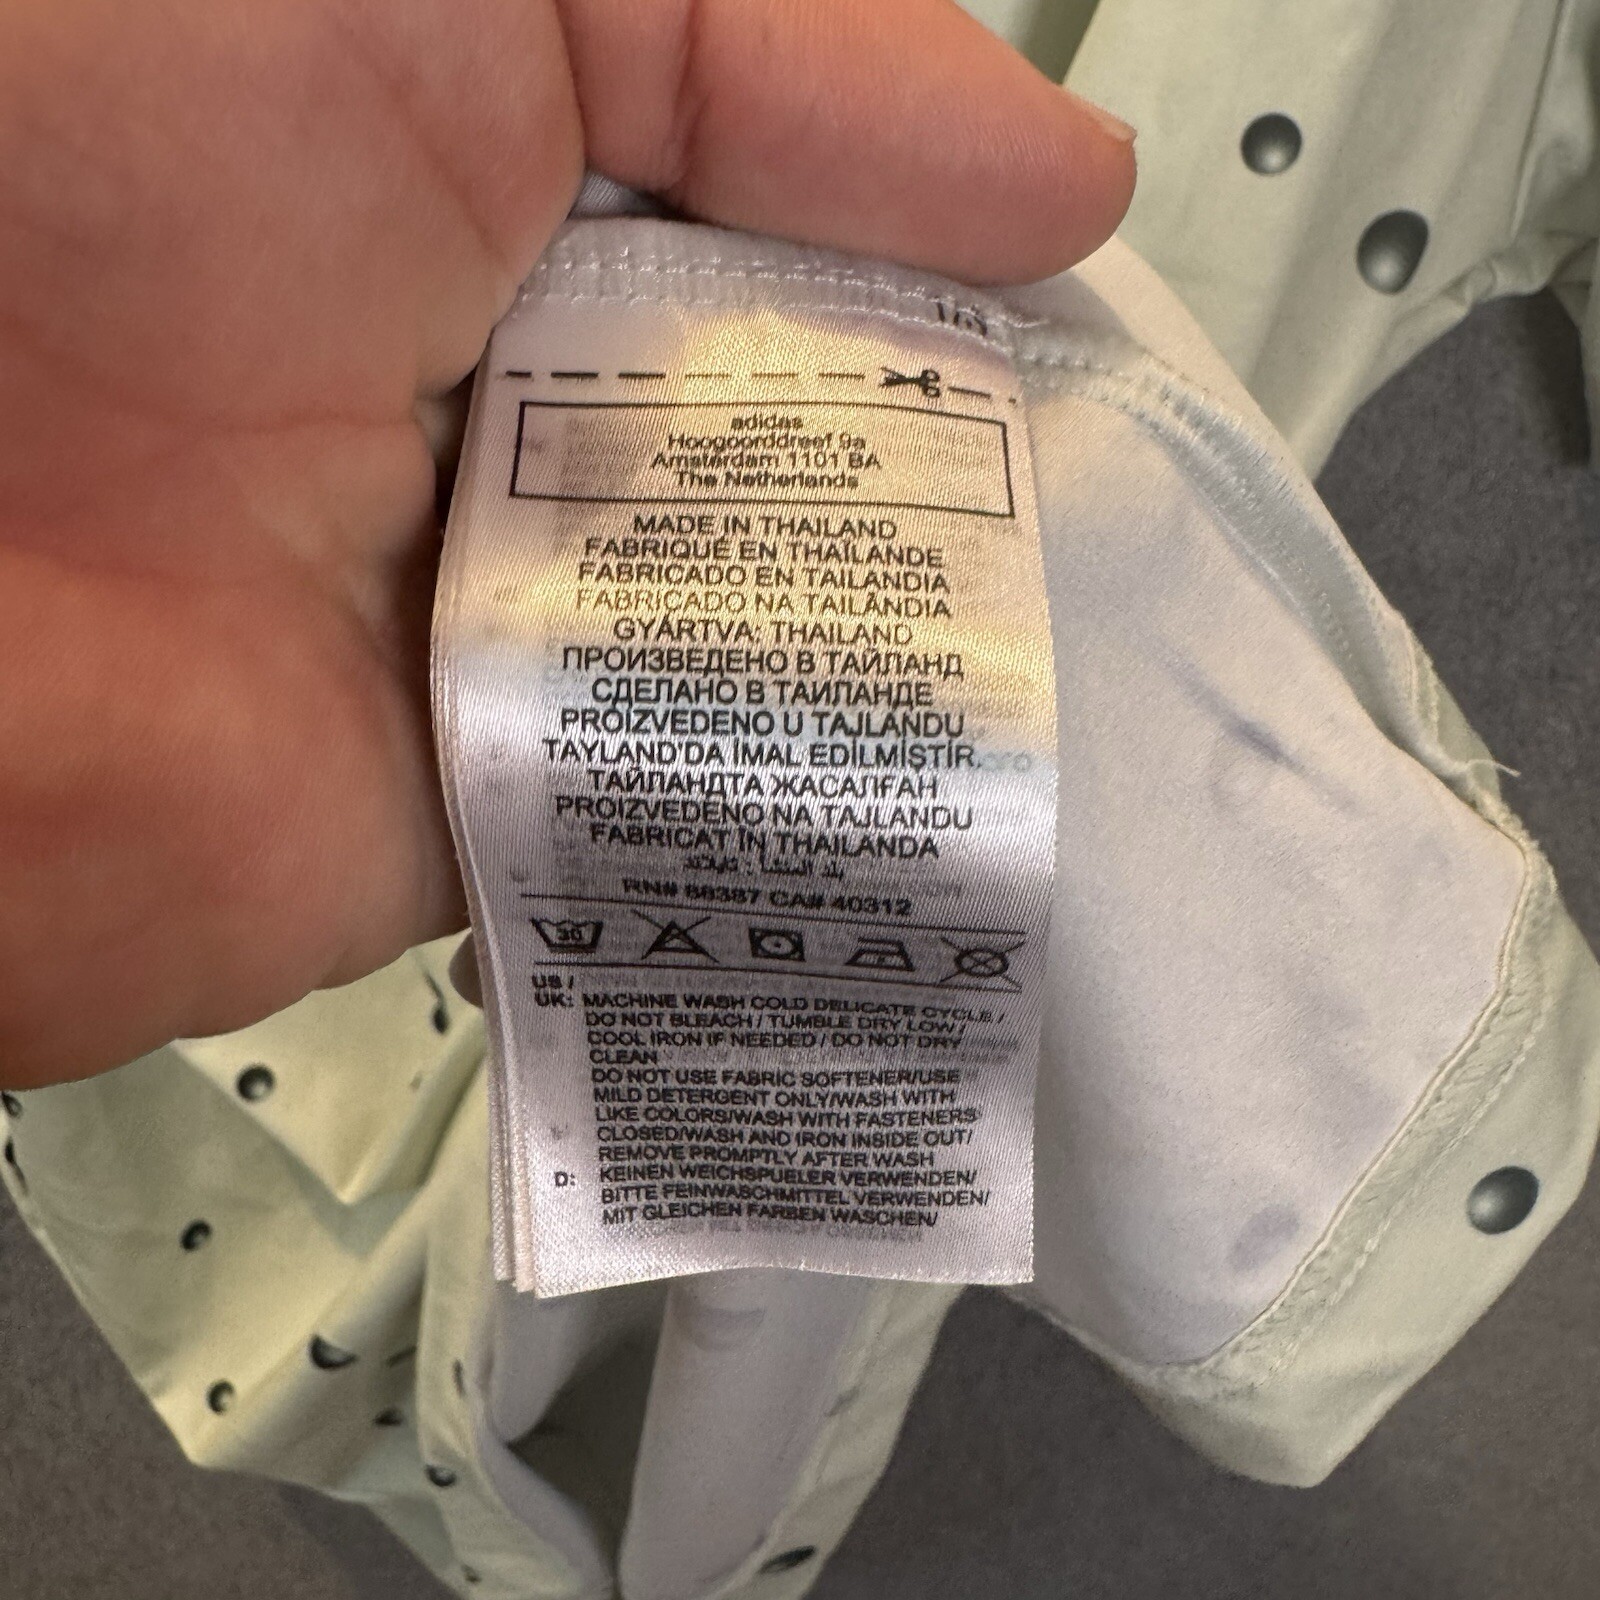 adidas
Hoogoorddreef 9a
Amsterdam 1101 BA
The Netherlands
MADE IN THAILAND
FABRIQUÉ EN THAÏLANDE
FABRICADO EN TAILANDIA
FABRICADO NA TAILÂNDIA
GYÁRTVA: THAILAND
ПРОИЗВЕДЕНО В ТАЙЛАНД
СДЕЛАНО В ТАИЛАНДЕ
PROIZVEDENO U TAJLANDU
TAYLAND'DA İMAL EDİLMİŞTİR.
ТАЙЛАНДТА ЖАСАЛҒАН
PROIZVEDENO NA TAJLANDU
FABRICAT ÎN THAILANDA
بلد المنشأ : تايلاند
RN# 88387 CA# 40312
30
US /
UK: MACHINE WASH COLD DELICATE CYCLE /
DO NOT BLEACH / TUMBLE DRY LOW /
COOL IRON IF NEEDED / DO NOT DRY
CLEAN
DO NOT USE FABRIC SOFTENER/USE
MILD DETERGENT ONLY/WASH WITH
LIKE COLORS/WASH WITH FASTENERS
CLOSED/WASH AND IRON INSIDE OUT/
REMOVE PROMPTLY AFTER WASH
D: KEINEN WEICHSPUELER VERWENDEN/
BITTE FEINWASCHMITTEL VERWENDEN/
MIT GLEICHEN FARBEN WASCHEN/